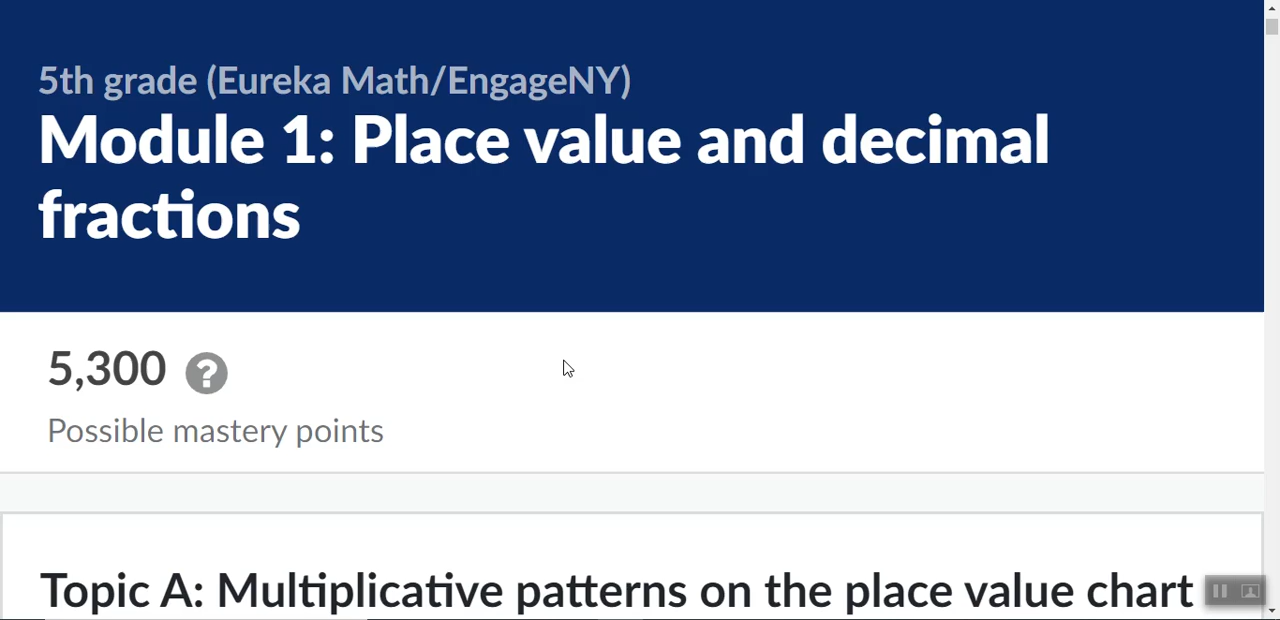 5th grade (Eureka Math/EngageNY)
Module 1: Place value and decimal
fractions
5,300 ?
Possible mastery points
Topic A: Multiplicative patterns on the place value chart